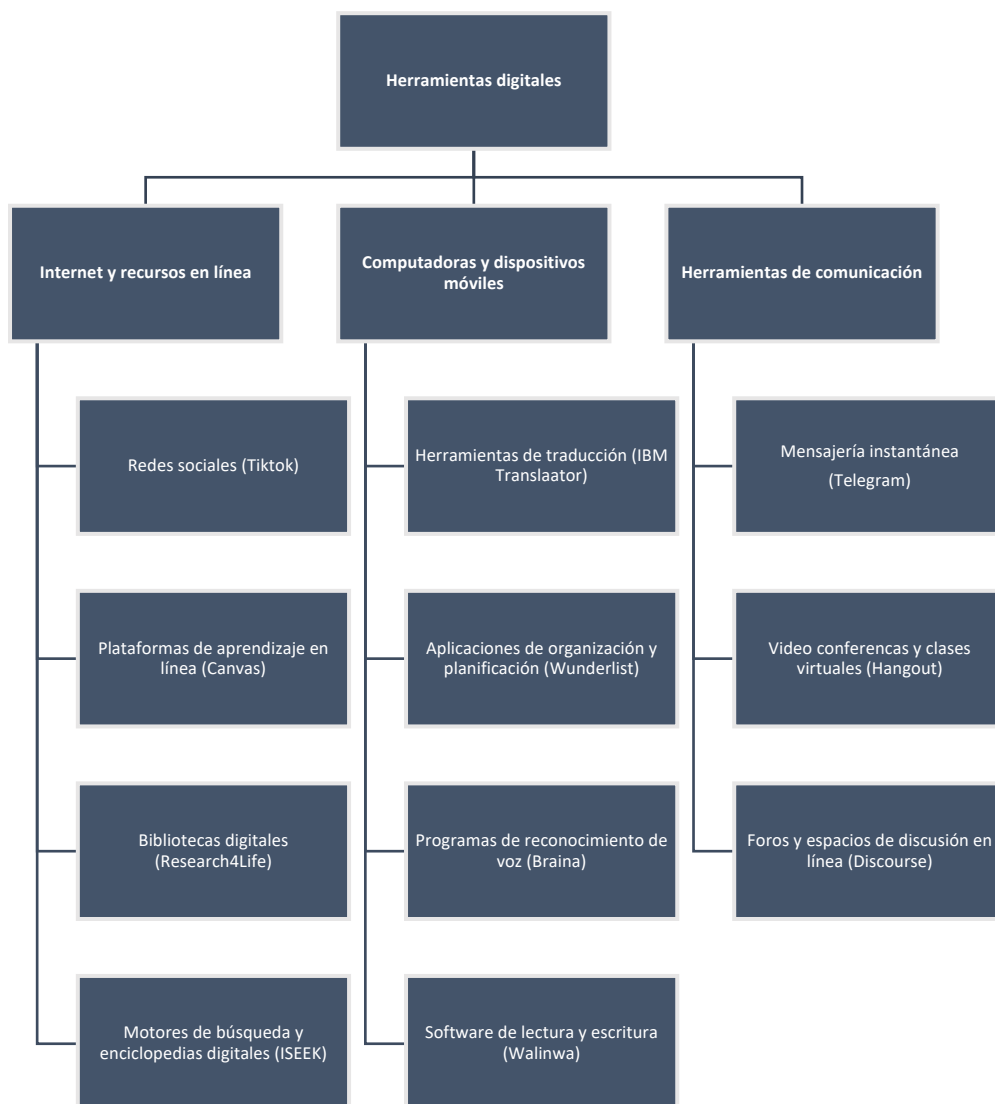 Herramientas digitales
Internet y recursos en línea
Computadoras y dispositivos
móviles
Herramientas de comunicación
Redes sociales (Tiktok)
Herramientas de traducción (IBM
Translaator)
Mensajería instantánea
(Telegram)
Plataformas de aprendizaje en
línea (Canvas)
Aplicaciones de organización y
planificación (Wunderlist)
Video conferencas y clases
virtuales (Hangout)
Bibliotecas digitales
(Research4Life)
Programas de reconocimiento de
voz (Braina)
Foros y espacios de discusión en
línea (Discourse)
Motores de búsqueda y
enciclopedias digitales (ISEEK)
Software de lectura y escritura
(Walinwa)